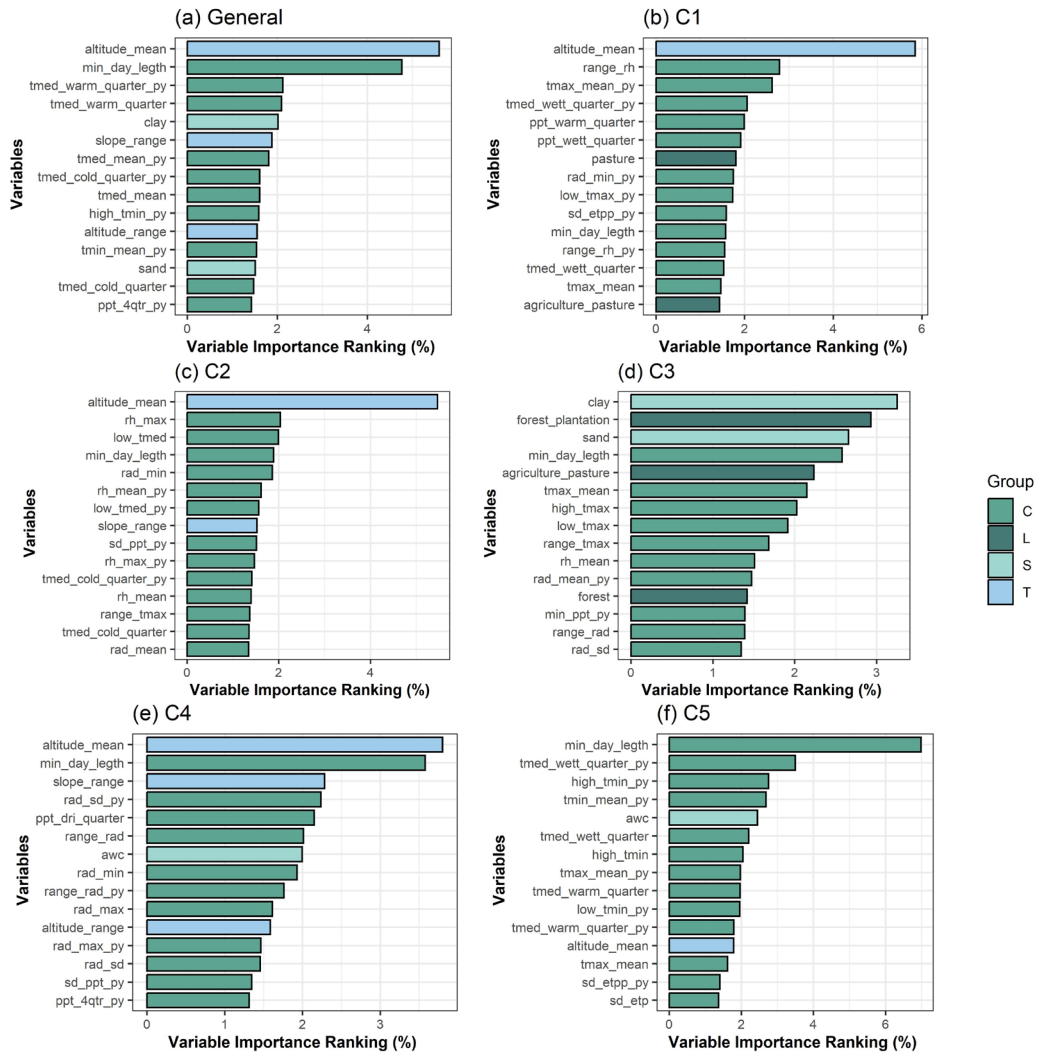 (a) General
altitude_mean
min_day_legth
tmed_warm_quarter_py
tmed_warm_quarter
clay
slope_range
tmed_mean_py
tmed_cold_quarter_py
tmed_mean
high_tmin_py
altitude_range
tmin_mean_py
sand
tmed_cold_quarter
ppt_4qtr_py
Variables
0 2 4
Variable Importance Ranking (%)
(b) C1
altitude_mean
range_rh
tmax_mean_py
tmed_wett_quarter_py
ppt_warm_quarter
ppt_wett_quarter
pasture
rad_min_py
low_tmax_py
sd_etpp_py
min_day_legth
range_rh_py
tmed_wett_quarter
tmax_mean
agriculture_pasture
Variables
0 2 4 6
Variable Importance Ranking (%)
(c) C2
altitude_mean
rh_max
low_tmed
min_day_legth
rad_min
rh_mean_py
low_tmed_py
slope_range
sd_ppt_py
rh_max_py
tmed_cold_quarter_py
rh_mean
range_tmax
tmed_cold_quarter
rad_mean
Variables
0 2 4
Variable Importance Ranking (%)
(d) C3
clay
forest_plantation
sand
min_day_legth
agriculture_pasture
tmax_mean
high_tmax
low_tmax
range_tmax
rh_mean
rad_mean_py
forest
min_ppt_py
range_rad
rad_sd
Variables
0 1 2 3
Variable Importance Ranking (%)
Group
C
L
S
T
(e) C4
altitude_mean
min_day_legth
slope_range
rad_sd_py
ppt_dri_quarter
range_rad
awc
rad_min
range_rad_py
rad_max
altitude_range
rad_max_py
rad_sd
sd_ppt_py
ppt_4qtr_py
Variables
0 1 2 3
Variable Importance Ranking (%)
(f) C5
min_day_legth
tmed_wett_quarter_py
high_tmin_py
tmin_mean_py
awc
tmed_wett_quarter
high_tmin
tmax_mean_py
tmed_warm_quarter
low_tmin_py
tmed_warm_quarter_py
altitude_mean
tmax_mean
sd_etpp_py
sd_etp
Variables
0 2 4 6
Variable Importance Ranking (%)